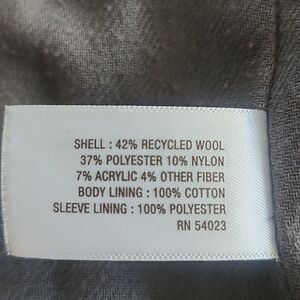 SHELL : 42% RECYCLED WOOL
37% POLYESTER 10% NYLON
7% ACRYLIC 4% OTHER FIBER
BODY LINING : 100% COTTON
SLEEVE LINING : 100% POLYESTER
RN 54023